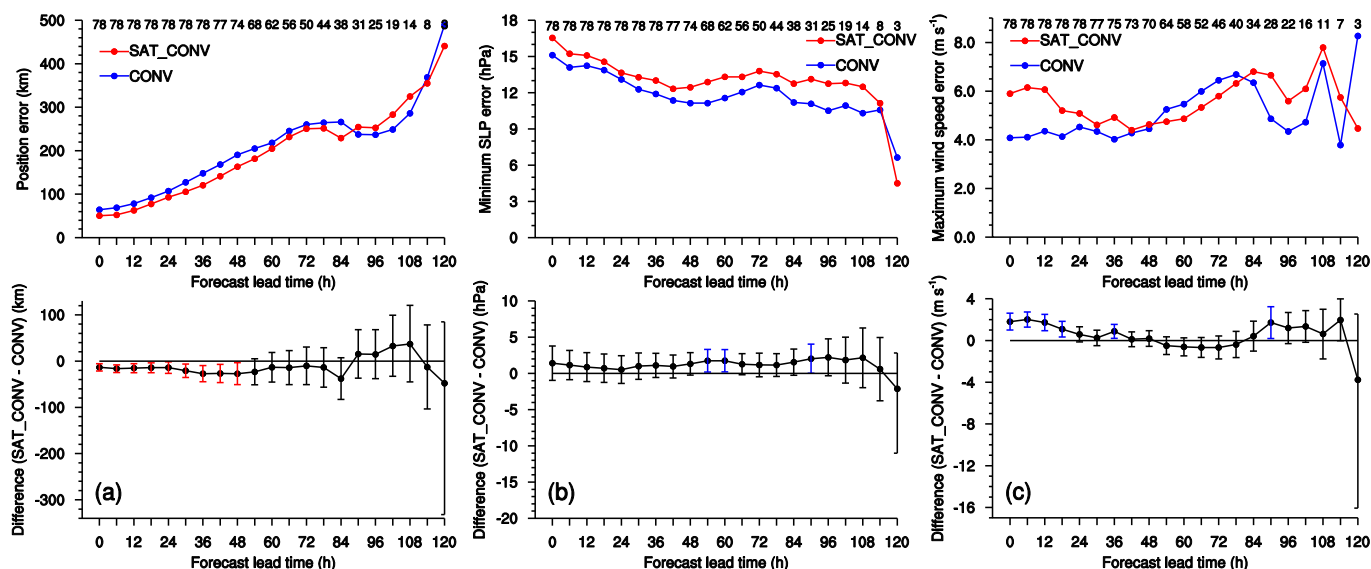 78 78 78 78 78 78 78 77 74 68 62 56 50 44 38 31 25 19 14 8
500
400
300
200
100
0
Position error (km)
SAT_CONV
CONV
0 12 24 36 48 60 72 84 96 108 120
Forecast lead time (h)
78 78 78 78 78 78 78 77 74 68 62 56 50 44 38 31 25 19 14 8 3
18
15
12
9
6
3
0
Minimum SLP error (hPa)
SAT_CONV
CONV
0 12 24 36 48 60 72 84 96 108 120
Forecast lead time (h)
78 78 78 78 78 77 75 73 70 64 58 52 46 40 34 28 22 16 11 7 3
8.0
6.0
4.0
2.0
0.0
Maximum wind speed error (m s⁻¹)
SAT_CONV
CONV
0 12 24 36 48 60 72 84 96 108 120
Forecast lead time (h)
100
0
-100
-200
-300
Difference (SAT_CONV - CONV) (km)
(a)
0 12 24 36 48 60 72 84 96 108 120
Forecast lead time (h)
10
5
0
-5
-10
-15
-20
Difference (SAT_CONV - CONV) (hPa)
(b)
0 12 24 36 48 60 72 84 96 108 120
Forecast lead time (h)
4
0
-4
-8
-12
-16
Difference (SAT_CONV - CONV) (m s⁻¹)
(c)
0 12 24 36 48 60 72 84 96 108 120
Forecast lead time (h)